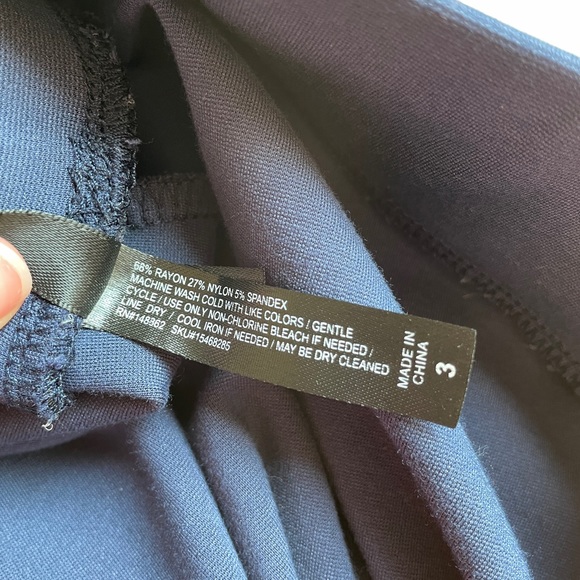 68% RAYON 27% NYLON 5% SPANDEX
MACHINE WASH COLD WITH LIKE COLORS / GENTLE
CYCLE / USE ONLY NON-CHLORINE BLEACH IF NEEDED /
LINE DRY / COOL IRON IF NEEDED / MAY BE DRY CLEANED
RN#148962 SKU#15468285
MADE IN
CHINA
3